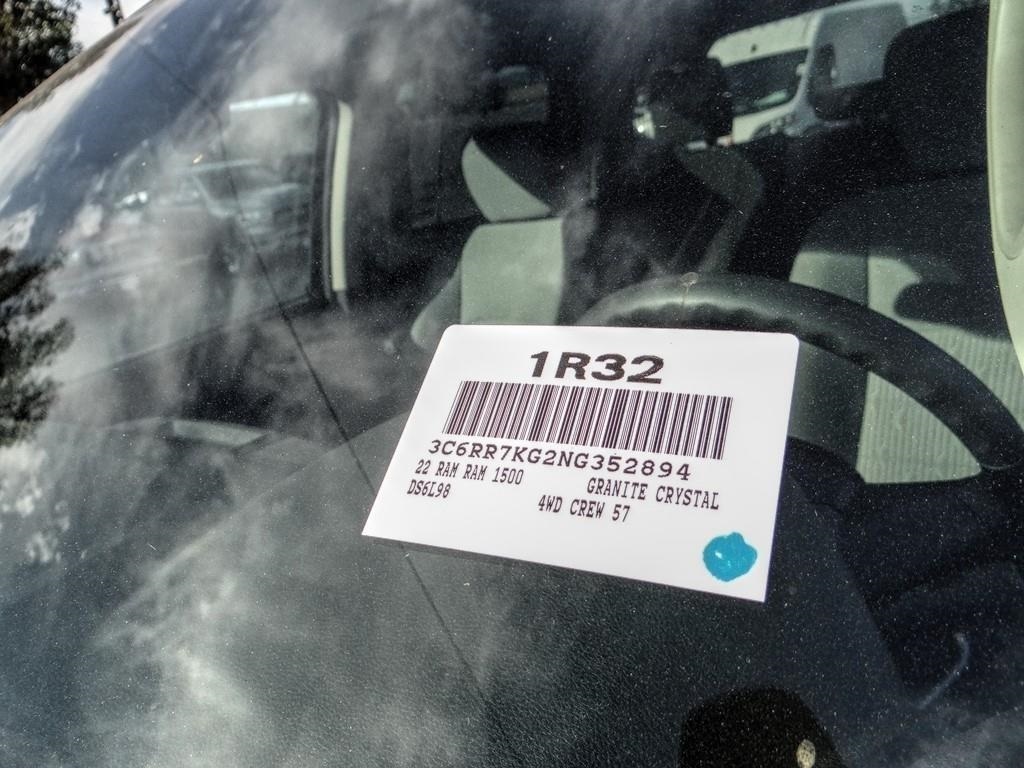 1R32
3C6RR7KG2NG352894
22 RAM RAM 1500 GRANITE CRYSTAL
DS6L98 4WD CREW 57